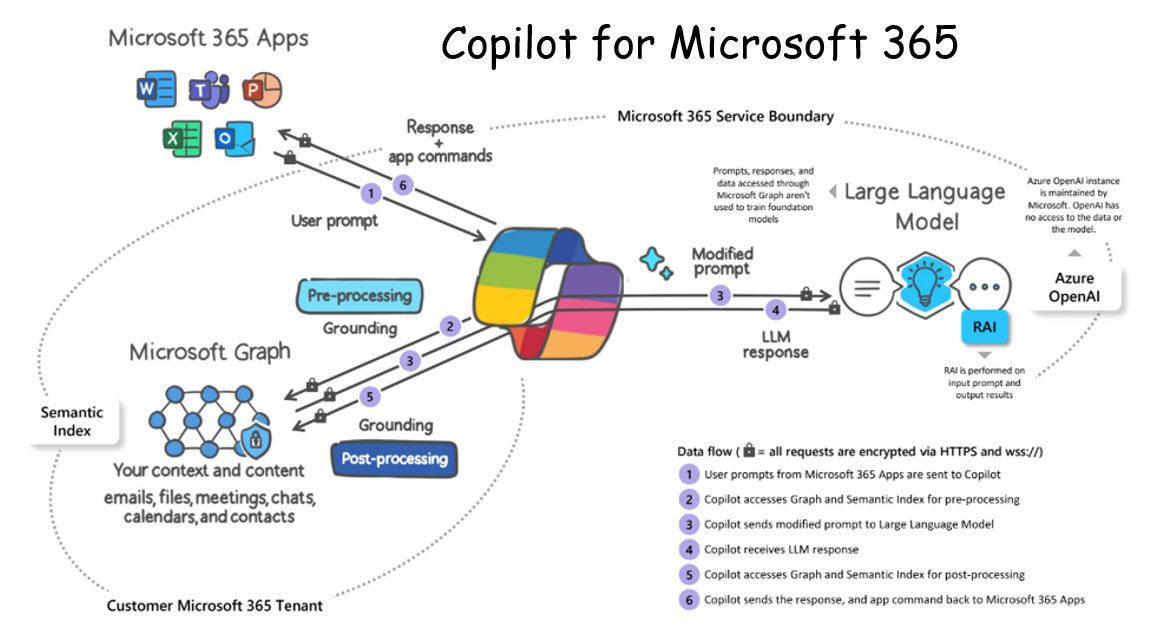 Microsoft 365 Apps
Copilot for Microsoft 365
W
T
P
X
O
Response
+
app commands
Microsoft 365 Service Boundary
1
6
User prompt
Prompts, responses, and
data accessed through
Microsoft Graph aren't
used to train foundation
models
Large Language
Model
Azure OpenAI instance
is maintained by
Microsoft. OpenAI has
no access to the data or
the model.
Azure
OpenAI
Modified
prompt
3
4
LLM
response
RAI
RAI is performed on
input prompt and
output results
Pre-processing
Grounding
2
3
5
Microsoft Graph
Semantic
Index
Grounding
Post-processing
Your context and content
emails, files, meetings, chats,
calendars, and contacts
Customer Microsoft 365 Tenant
Data flow ( = all requests are encrypted via HTTPS and wss://)
1 User prompts from Microsoft 365 Apps are sent to Copilot
2 Copilot accesses Graph and Semantic Index for pre-processing
3 Copilot sends modified prompt to Large Language Model
4 Copilot receives LLM response
5 Copilot accesses Graph and Semantic Index for post-processing
6 Copilot sends the response, and app command back to Microsoft 365 Apps